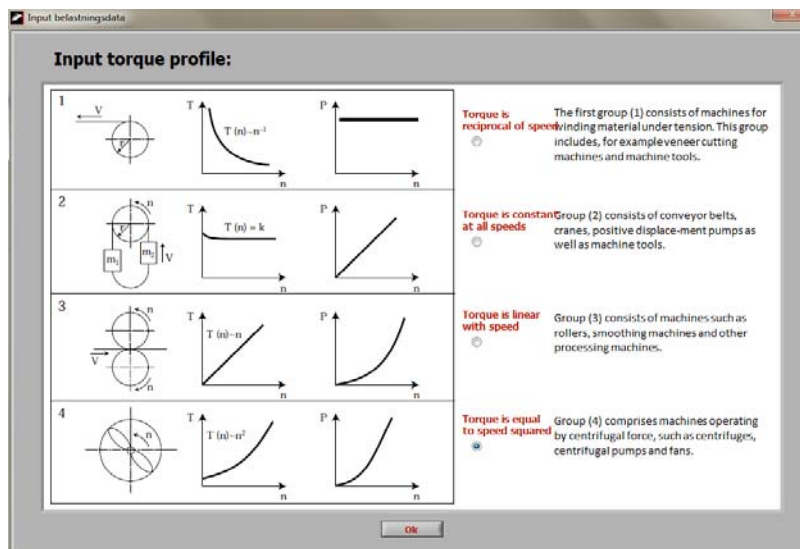 Input belastningsdata
Input torque profile:
1
V
r
T
T (n)~n⁻¹
n
P
n
Torque is
reciprocal of speed
The first group (1) consists of machines for
winding material under tension. This group
includes, for example veneer cutting
machines and machine tools.
2
n
r
m₁
m₂
V
T
T (n) = k
n
P
n
Torque is constant
at all speeds
Group (2) consists of conveyor belts,
cranes, positive displace-ment pumps as
well as machine tools.
3
n
V
n
T
T (n)~n
n
P
n
Torque is linear
with speed
Group (3) consists of machines such as
rollers, smoothing machines and other
processing machines.
4
n
T
T (n)~n²
n
P
n
Torque is equal
to speed squared
Group (4) comprises machines operating
by centrifugal force, such as centrifuges,
centrifugal pumps and fans.
Ok